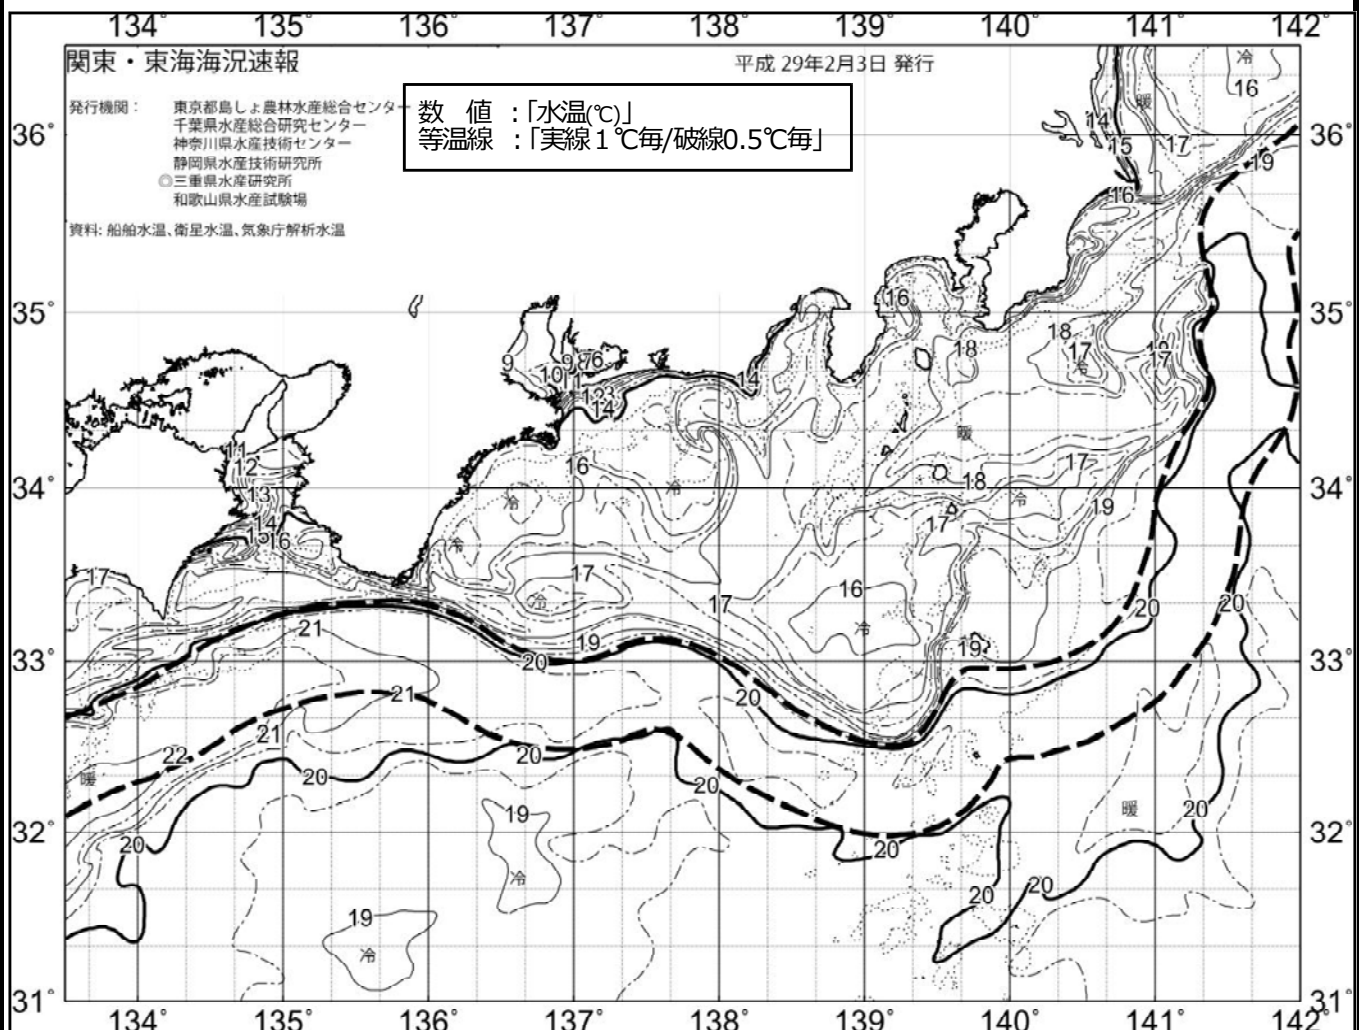 134° 135° 136° 137° 138° 139° 140° 141° 142°
関東・東海海況速報
平成 29年2月3日 発行
発行機関： 東京都島しょ農林水産総合センター
千葉県水産総合研究センター
神奈川県水産技術センター
静岡県水産技術研究所
◎三重県水産研究所
和歌山県水産試験場
資料: 船舶水温、衛星水温、気象庁解析水温
数 値 ：「水温(℃)」
等温線 ：「実線１℃毎/破線0.5℃毎」
冷
16
暖
36° 14 17 36°
15 19
16
35° 16 35°
18 18
17 17
冷
9 9 76
10
11
14
14
暖
11
12
16 17
18
34° 13 冷 冷 冷 34°
19
14 17
15 16
冷
17 17
16
冷 17
20 20
21
冷
19
19
33° 20 33°
21 20
21
22 20
20
暖 20
19
暖 20
32° 20 20 32°
冷
20 20
19
冷
31° 31°
134° 135° 136° 137° 138° 139° 140° 141° 142°